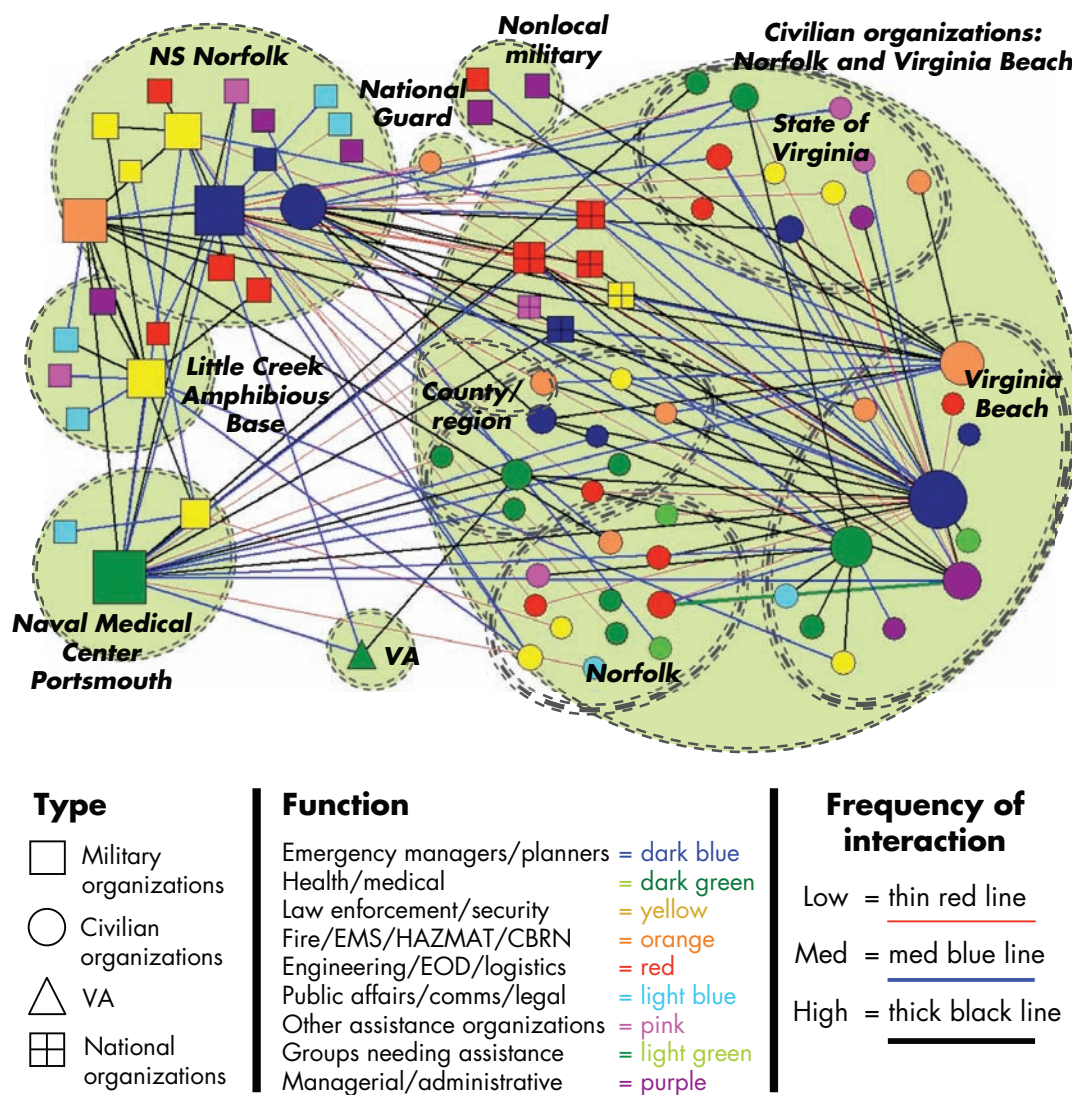 NS Norfolk
Nonlocal
military
Civilian organizations:
Norfolk and Virginia Beach
National
Guard
State of
Virginia
Little Creek
Amphibious
Base
County/
region
Virginia
Beach
Naval Medical
Center
Portsmouth
VA
Norfolk
Type
Military
organizations
Civilian
organizations
VA
National
organizations
Function
Emergency managers/planners = dark blue
Health/medical = dark green
Law enforcement/security = yellow
Fire/EMS/HAZMAT/CBRN = orange
Engineering/EOD/logistics = red
Public affairs/comms/legal = light blue
Other assistance organizations = pink
Groups needing assistance = light green
Managerial/administrative = purple
Frequency of
interaction
Low = thin red line
Med = med blue line
High = thick black line